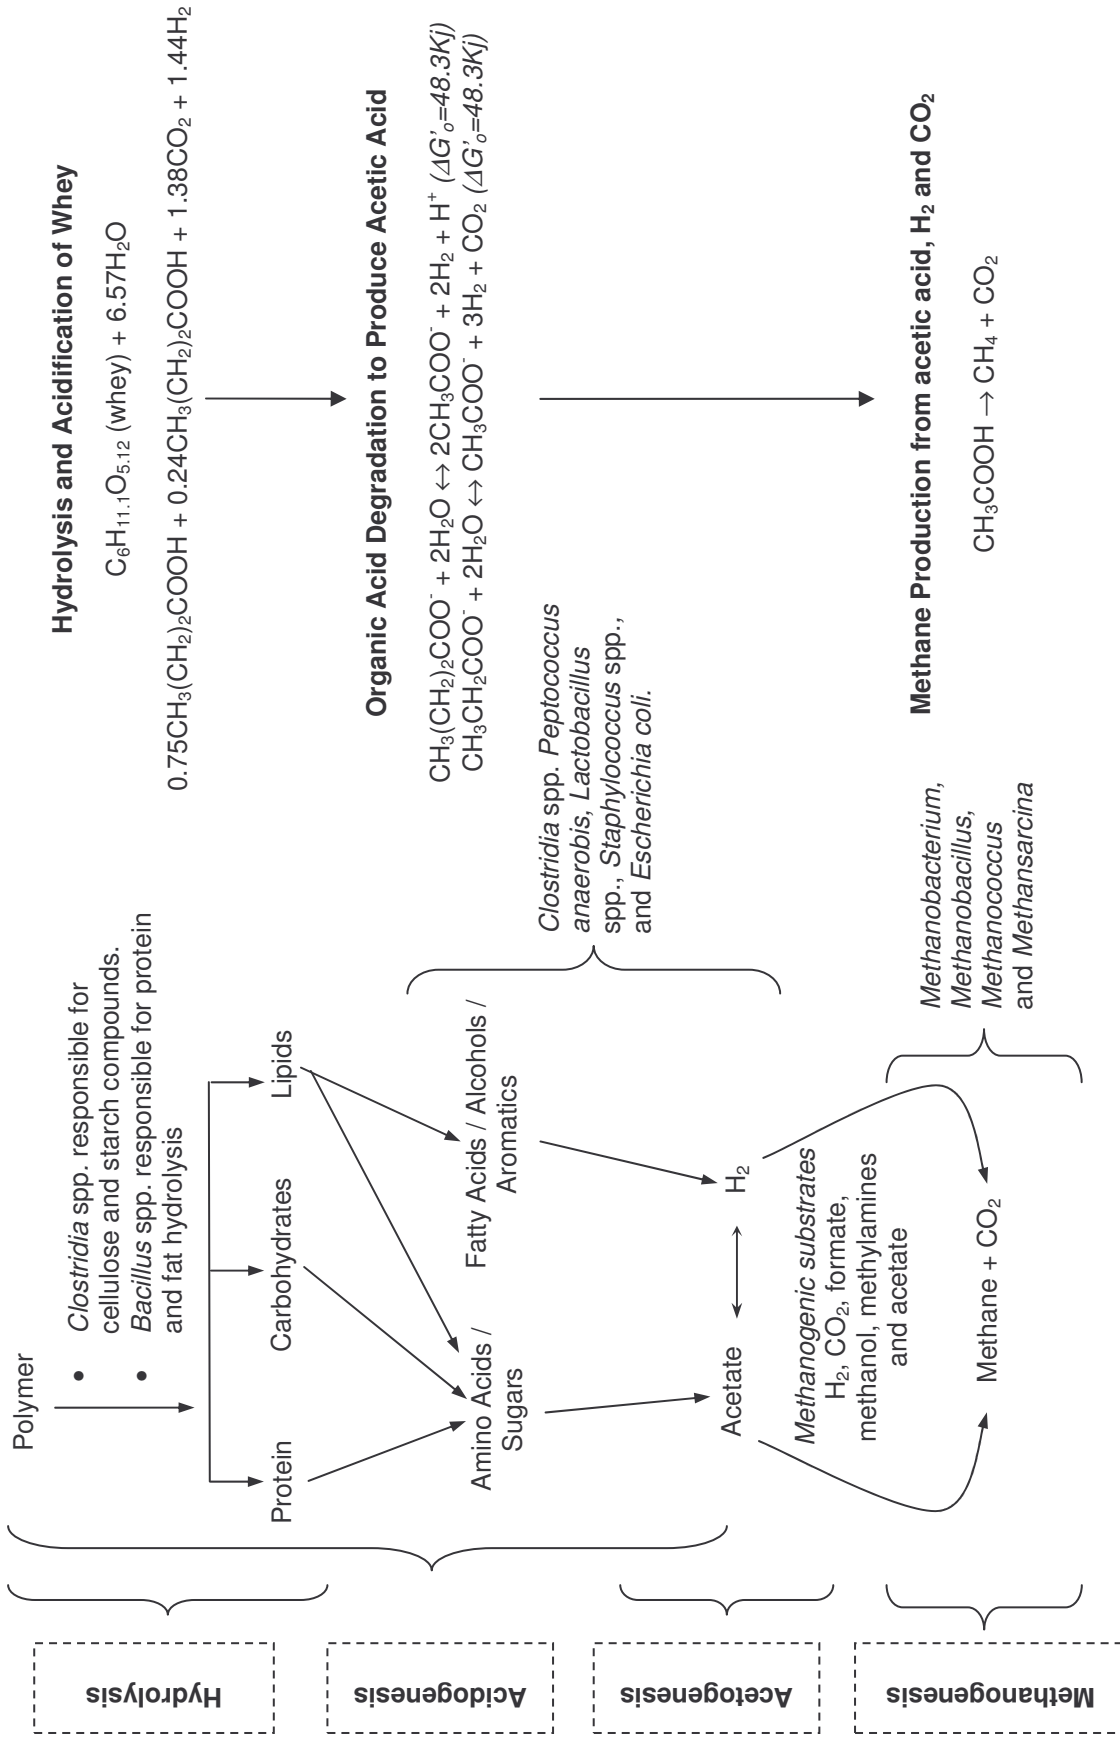 Hydrolysis
Acidogenesis
Acetogenesis
Methanogenesis
Polymer
• Clostridia spp. responsible for
cellulose and starch compounds.
• Bacillus spp. responsible for protein
and fat hydrolysis
Protein
Carbohydrates
Lipids
Amino Acids /
Sugars
Fatty Acids / Alcohols /
Aromatics
Acetate
H₂
Methanogenic substrates
H₂, CO₂, formate,
methanol, methylamines
and acetate
Methane + CO₂
Clostridia spp. Peptococcus
anaerobis, Lactobacillus
spp., Staphylococcus spp.,
and Escherichia coli.
Methanobacterium,
Methanobacillus,
Methanococcus
and Methansarcina
Hydrolysis and Acidification of Whey
C₆H₁₁.₁O₅.₁₂ (whey) + 6.57H₂O
0.75CH₃(CH₂)₂COOH + 0.24CH₃(CH₂)₂COOH + 1.38CO₂ + 1.44H₂
Organic Acid Degradation to Produce Acetic Acid
CH₃(CH₂)₂COO⁻ + 2H₂O ↔ 2CH₃COO⁻ + 2H₂ + H⁺ (ΔG'ₒ=48.3Kj)
CH₃CH₂COO⁻ + 2H₂O ↔ CH₃COO⁻ + 3H₂ + CO₂ (ΔG'ₒ=48.3Kj)
Methane Production from acetic acid, H₂ and CO₂
CH₃COOH → CH₄ + CO₂